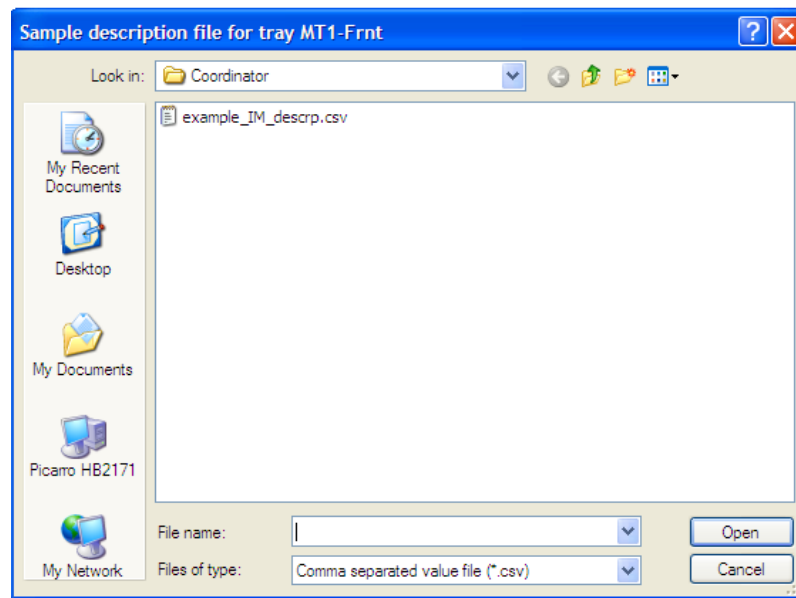 Sample description file for tray MT1-Frnt
Look in: Coordinator
example_IM_descrp.csv
My Recent
Documents
Desktop
My Documents
Picarro HB2171
My Network
File name:
Open
Files of type: Comma separated value file (*.csv)
Cancel